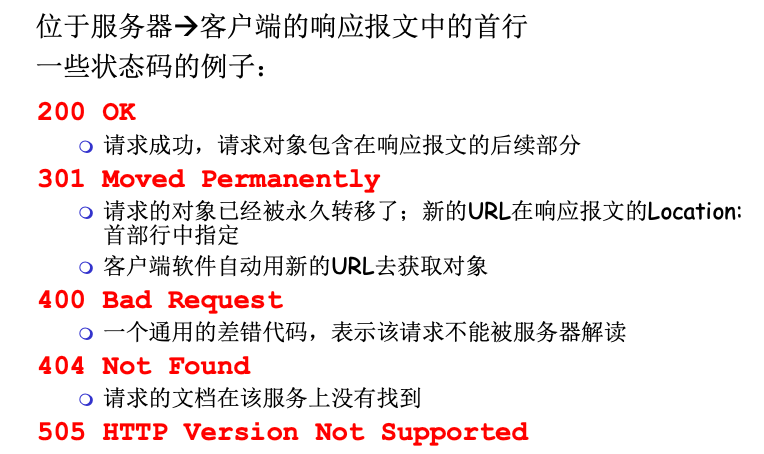 位于服务器→客户端的响应报文中的首行
一些状态码的例子：
200 OK
请求成功，请求对象包含在响应报文的后续部分
301 Moved Permanently
请求的对象已经被永久转移了；新的URL在响应报文的Location:
首部行中指定
客户端软件自动用新的URL去获取对象
400 Bad Request
一个通用的差错代码，表示该请求不能被服务器解读
404 Not Found
请求的文档在该服务上没有找到
505 HTTP Version Not Supported